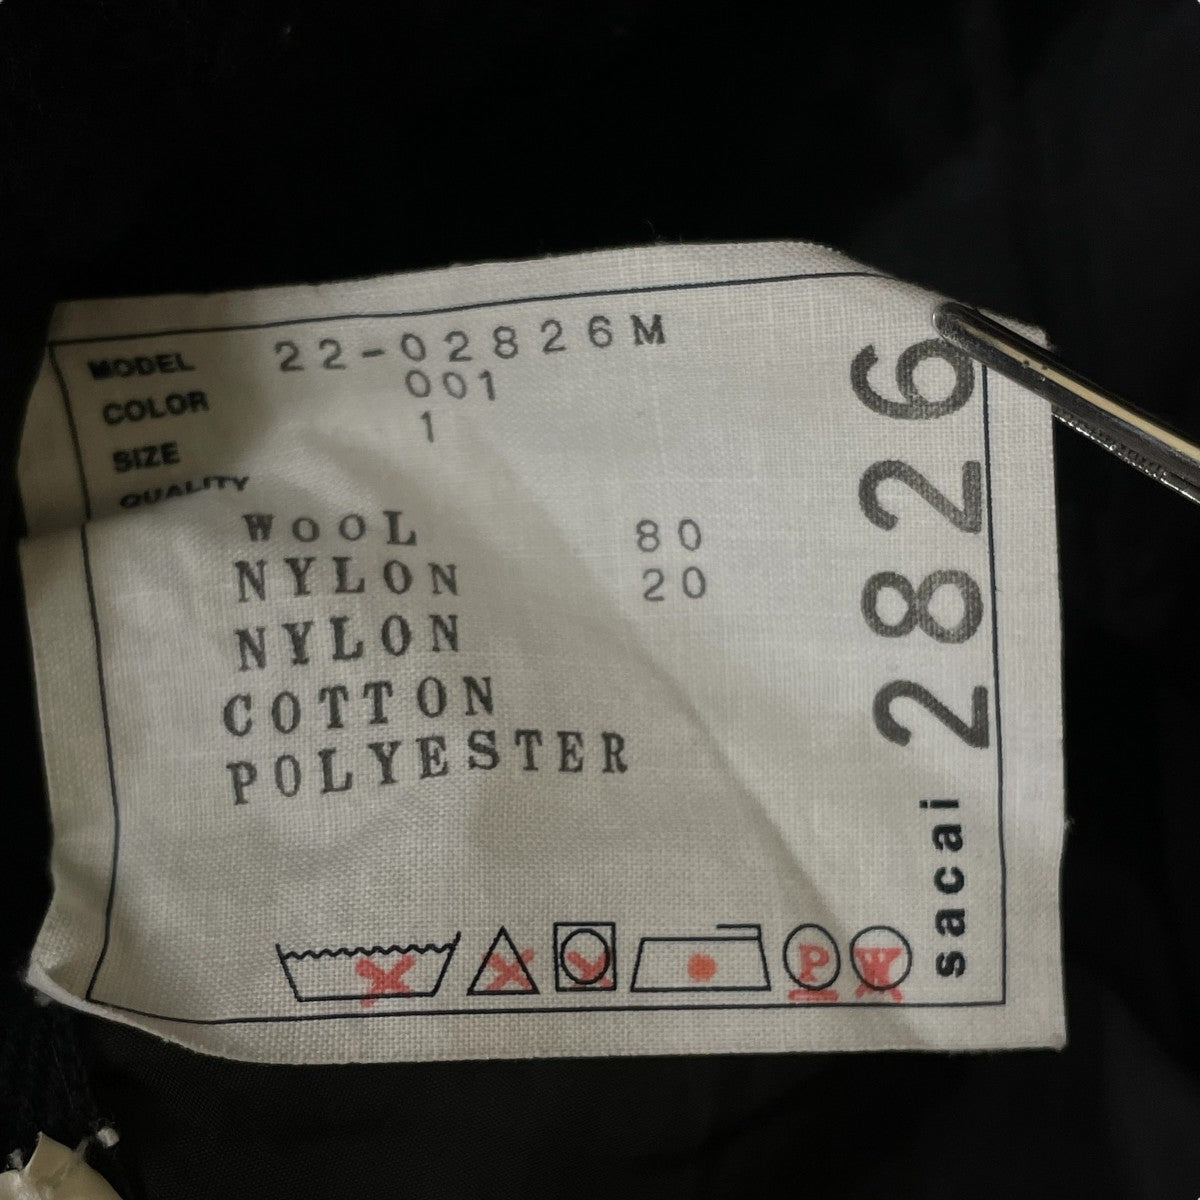 MODEL 22-02826M
COLOR 001
SIZE 1
QUALITY
WOOL 80
NYLON 20
NYLON
COTTON
POLYESTER
P W
sacai 2826